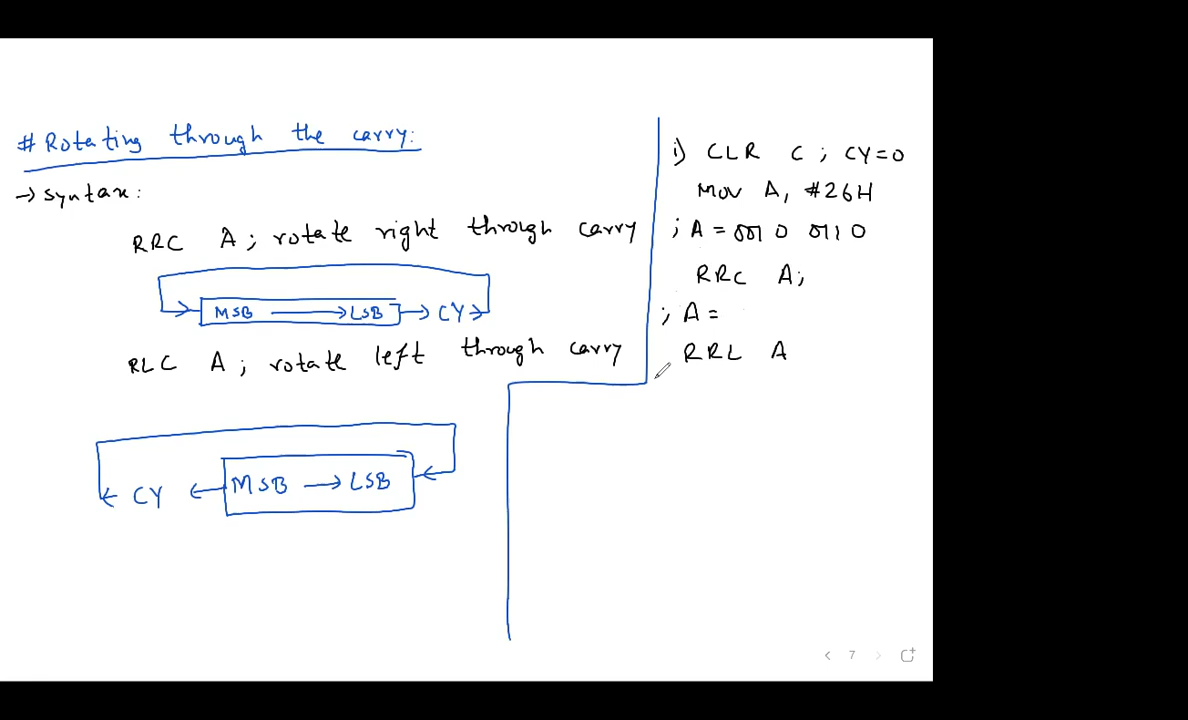 # Rotating through the carry:
→ syntax:
RRC A; rotate right through carry
MSB → LSB → CY
RLC A; rotate left through carry
CY ← MSB → LSB
i) CLR C ; CY=0
MOV A, #26H
; A = 0010 0110
RRC A;
; A =
RRL A
< 7 >